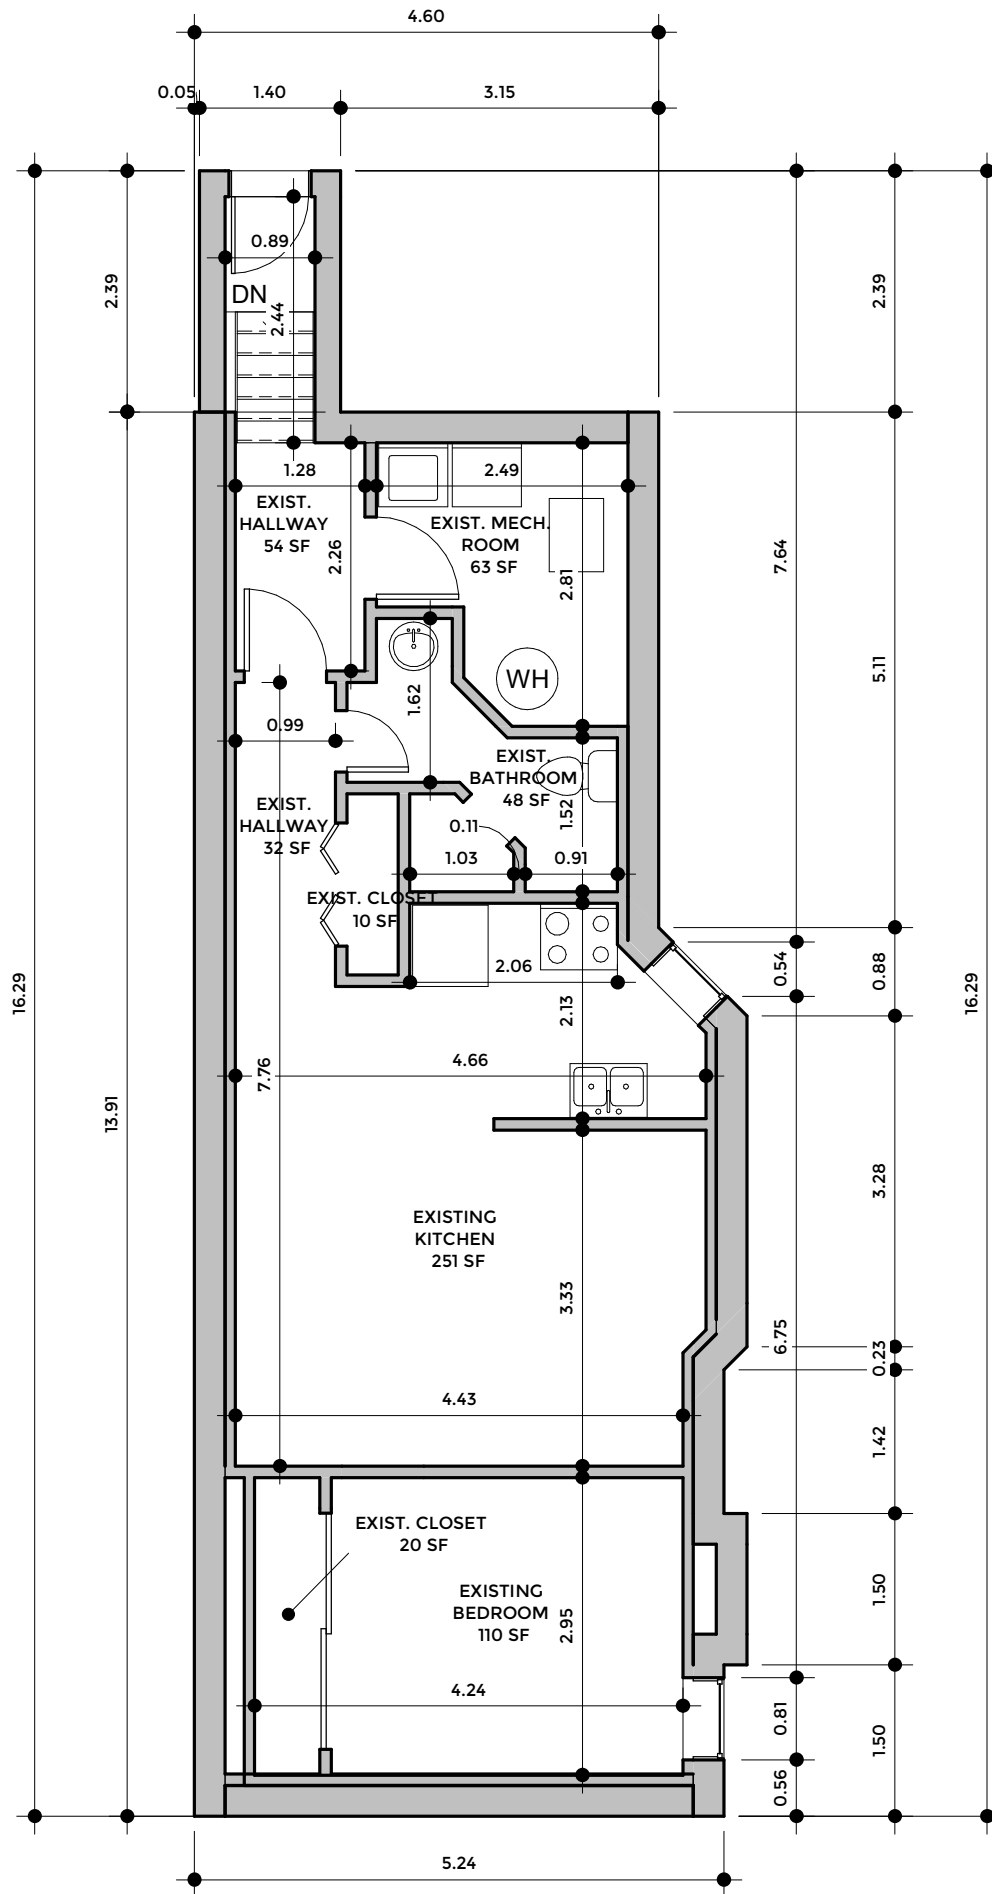 4.60
0.05
1.40
3.15
0.89
DN
2.44
2.39
2.39
1.28
2.49
EXIST.
HALLWAY
54 SF
EXIST. MECH.
ROOM
63 SF
2.26
2.81
7.64
WH
1.62
5.11
0.99
EXIST.
BATHROOM
48 SF
EXIST.
HALLWAY
32 SF
1.52
0.11
1.03
0.91
EXIST. CLOSET
10 SF
2.06
0.54
0.88
16.29
16.29
2.13
4.66
7.76
13.91
3.28
EXISTING
KITCHEN
251 SF
3.33
6.75
0.23
4.43
1.42
EXIST. CLOSET
20 SF
EXISTING
BEDROOM
110 SF
2.95
1.50
4.24
0.81
1.50
0.56
5.24